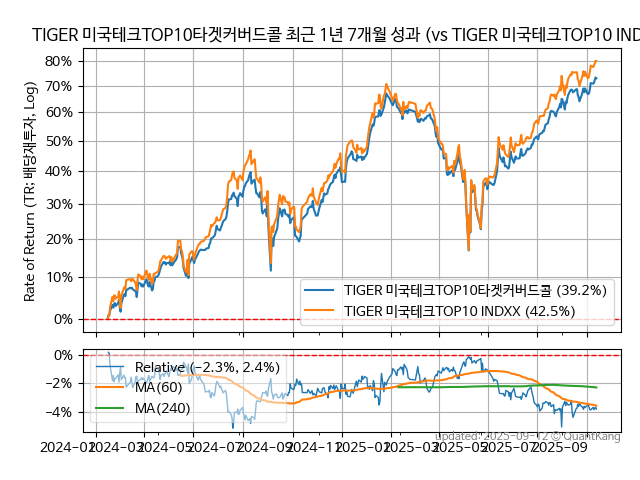 TIGER 미국테크TOP10타겟커버드콜 최근 1년 7개월 성과 (vs TIGER 미국테크TOP10 IND
Rate of Return (TR: 배당재투자, Log)
80%
70%
60%
50%
40%
30%
20%
10%
0%
TIGER 미국테크TOP10타겟커버드콜 (39.2%)
TIGER 미국테크TOP10 INDXX (42.5%)
0%
−2%
−4%
Relative (−2.3%, 2.4%)
MA(60)
MA(240)
2024-01 2024-03 2024-05 2024-07 2024-09 2024-11 2025-01 2025-03 2025-05 2025-07 2025-09
Updated: 2025-09-12 © QuantKang